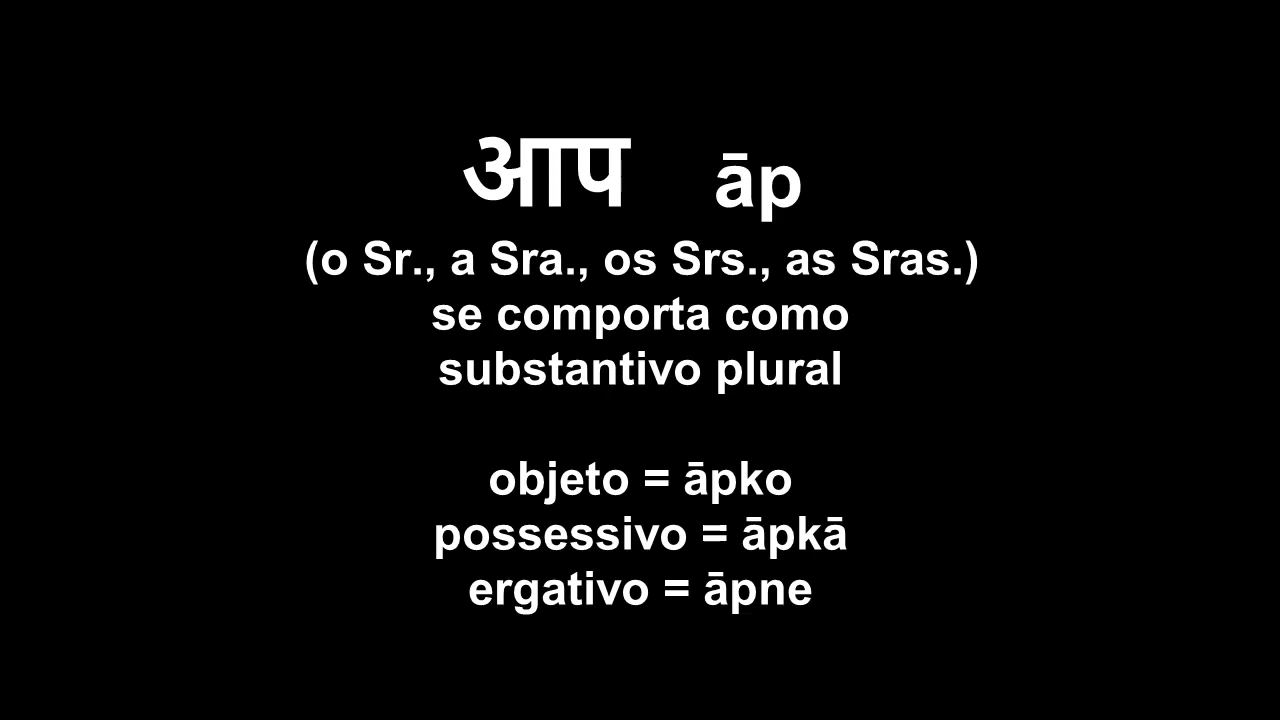 आप āp
(o Sr., a Sra., os Srs., as Sras.)
se comporta como
substantivo plural
objeto = āpko
possessivo = āpkā
ergativo = āpne